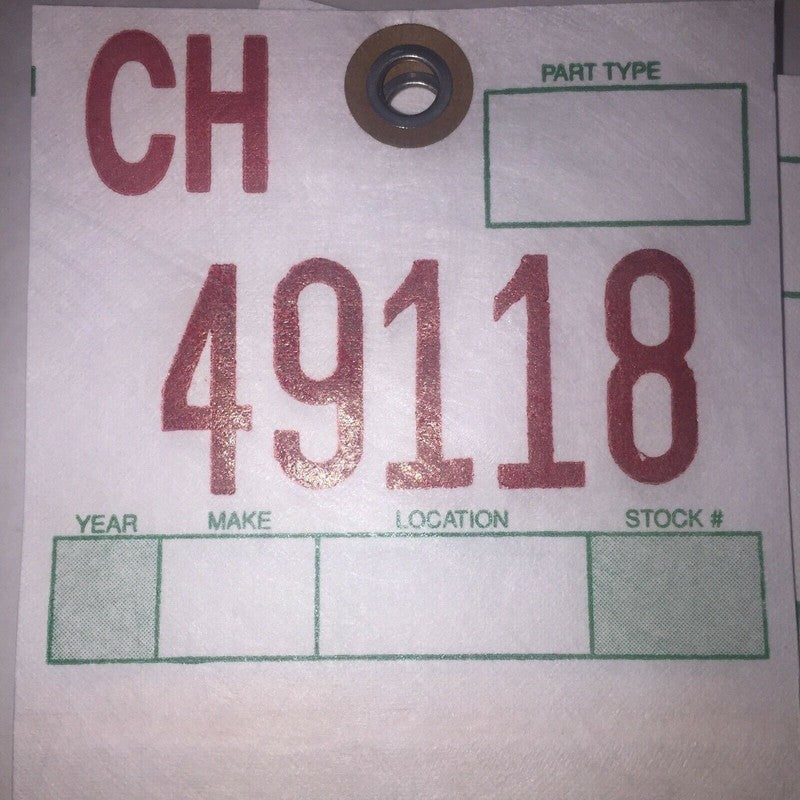 CH
PART TYPE
49118
YEAR MAKE LOCATION STOCK #